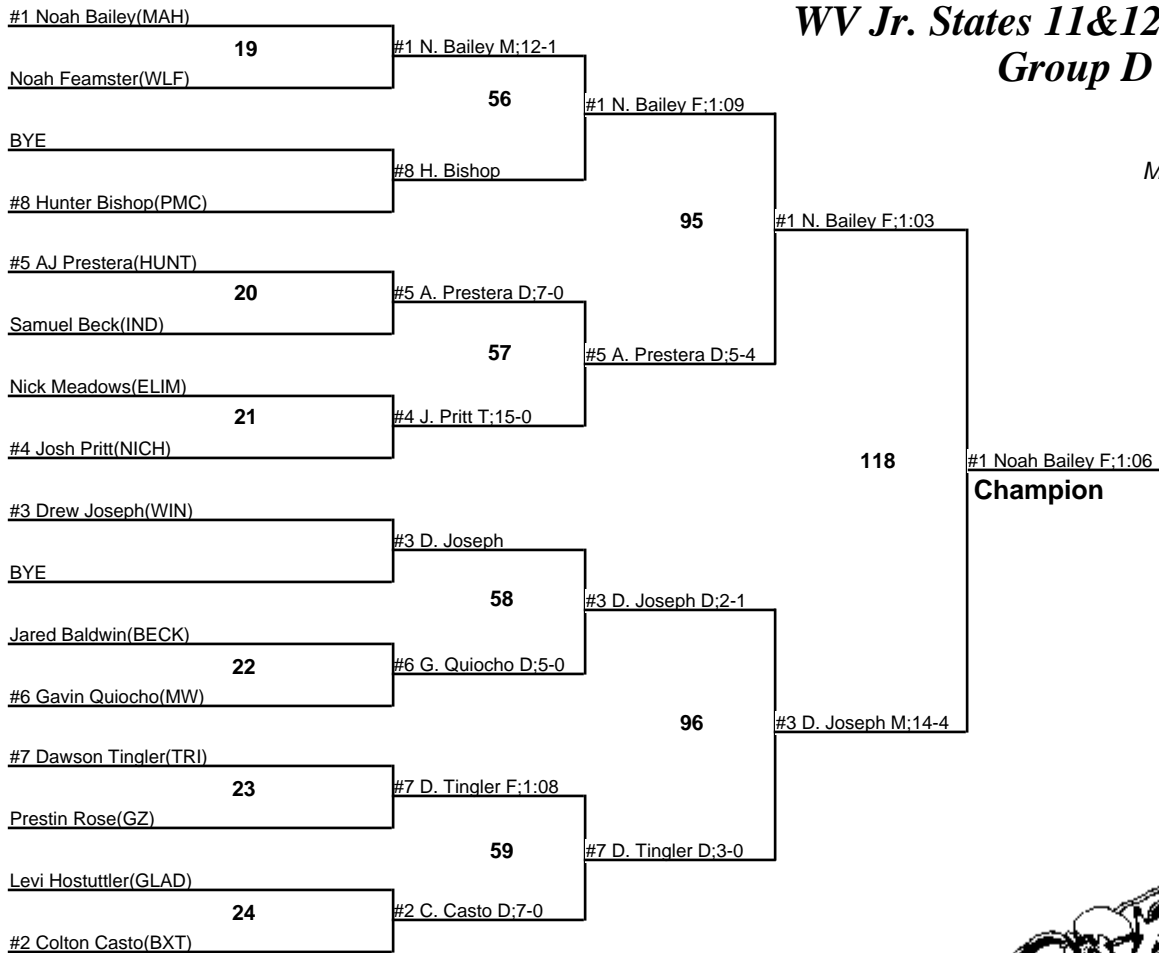 WV Jr. States 11&12
Group D
M
#1 Noah Bailey(MAH)
19
Noah Feamster(WLF)
#1 N. Bailey M;12-1
56
BYE
#8 Hunter Bishop(PMC)
#8 H. Bishop
#1 N. Bailey F;1:09
95
#5 AJ Prestera(HUNT)
20
Samuel Beck(IND)
#5 A. Prestera D;7-0
57
Nick Meadows(ELIM)
21
#4 Josh Pritt(NICH)
#4 J. Pritt T;15-0
#5 A. Prestera D;5-4
#1 N. Bailey F;1:03
118
#3 Drew Joseph(WIN)
BYE
#3 D. Joseph
58
Jared Baldwin(BECK)
22
#6 Gavin Quiocho(MW)
#6 G. Quiocho D;5-0
#3 D. Joseph D;2-1
96
#7 Dawson Tingler(TRI)
23
Prestin Rose(GZ)
#7 D. Tingler F;1:08
59
Levi Hostuttler(GLAD)
24
#2 Colton Casto(BXT)
#2 C. Casto D;7-0
#7 D. Tingler D;3-0
#3 D. Joseph M;14-4
#1 Noah Bailey F;1:06
Champion